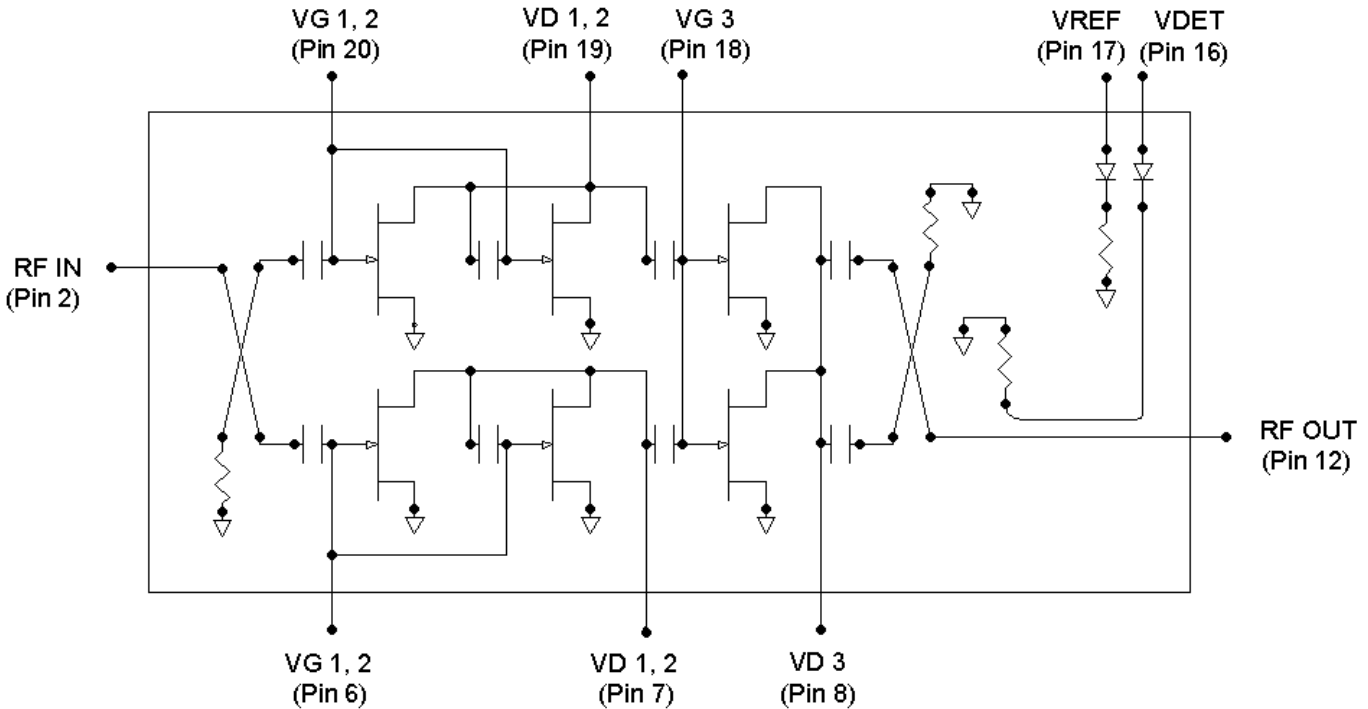 VG 1, 2
(Pin 20)
VD 1, 2
(Pin 19)
VG 3
(Pin 18)
VREF
(Pin 17)
VDET
(Pin 16)
RF IN
(Pin 2)
RF OUT
(Pin 12)
VG 1, 2
(Pin 6)
VD 1, 2
(Pin 7)
VD 3
(Pin 8)